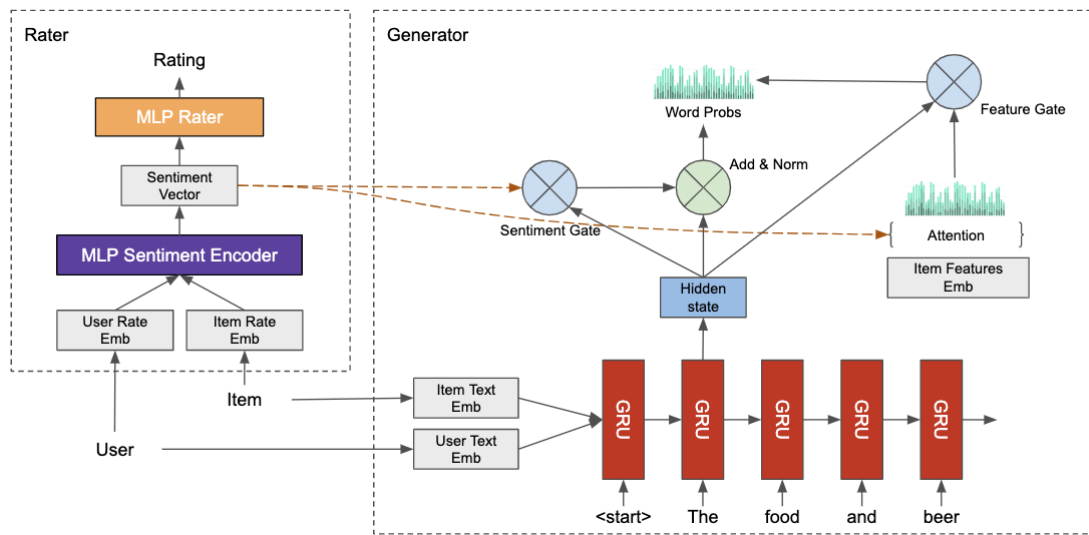 Rater
Rating
MLP Rater
Sentiment
Vector
MLP Sentiment Encoder
User Rate
Emb
Item Rate
Emb
Item
User
Generator
Word Probs
Feature Gate
Add & Norm
Sentiment Gate
Attention
Item Features
Emb
Hidden
state
Item Text
Emb
User Text
Emb
GRU
GRU
GRU
GRU
GRU
<start>
The
food
and
beer